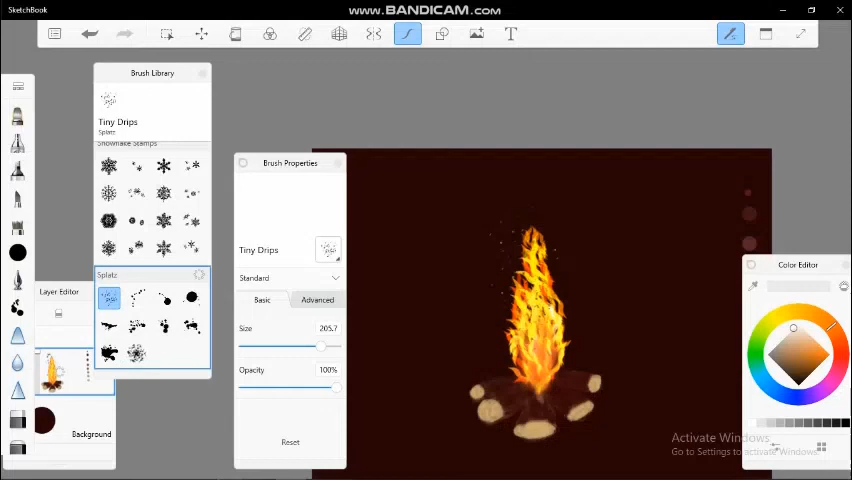 SketchBook
www.BANDICAM.com
T
Brush Library
Tiny Drips
Splatz
Snowflake Stamps
Splatz
Brush Properties
Tiny Drips
Standard
Basic
Advanced
Size
205.7
Opacity
100%
Reset
Layer Editor
Background
Color Editor
Activate Windows
Go to Settings to activate Windows.